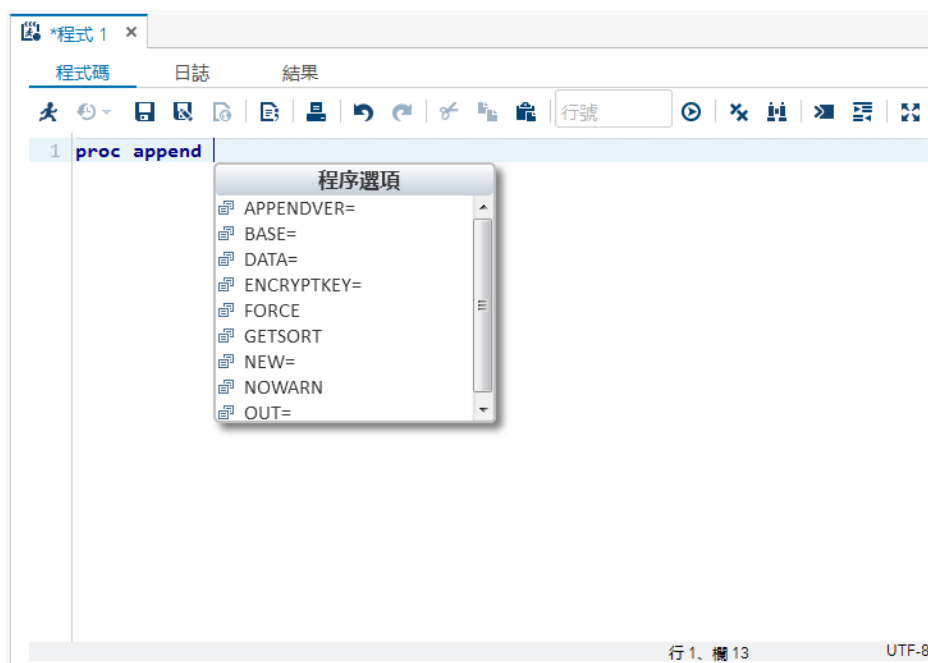 *程式 1 ×
程式碼 日誌 結果
行號
1 proc append
程序選項
APPENDVER=
BASE=
DATA=
ENCRYPTKEY=
FORCE
GETSORT
NEW=
NOWARN
OUT=
行 1、欄 13 UTF-8